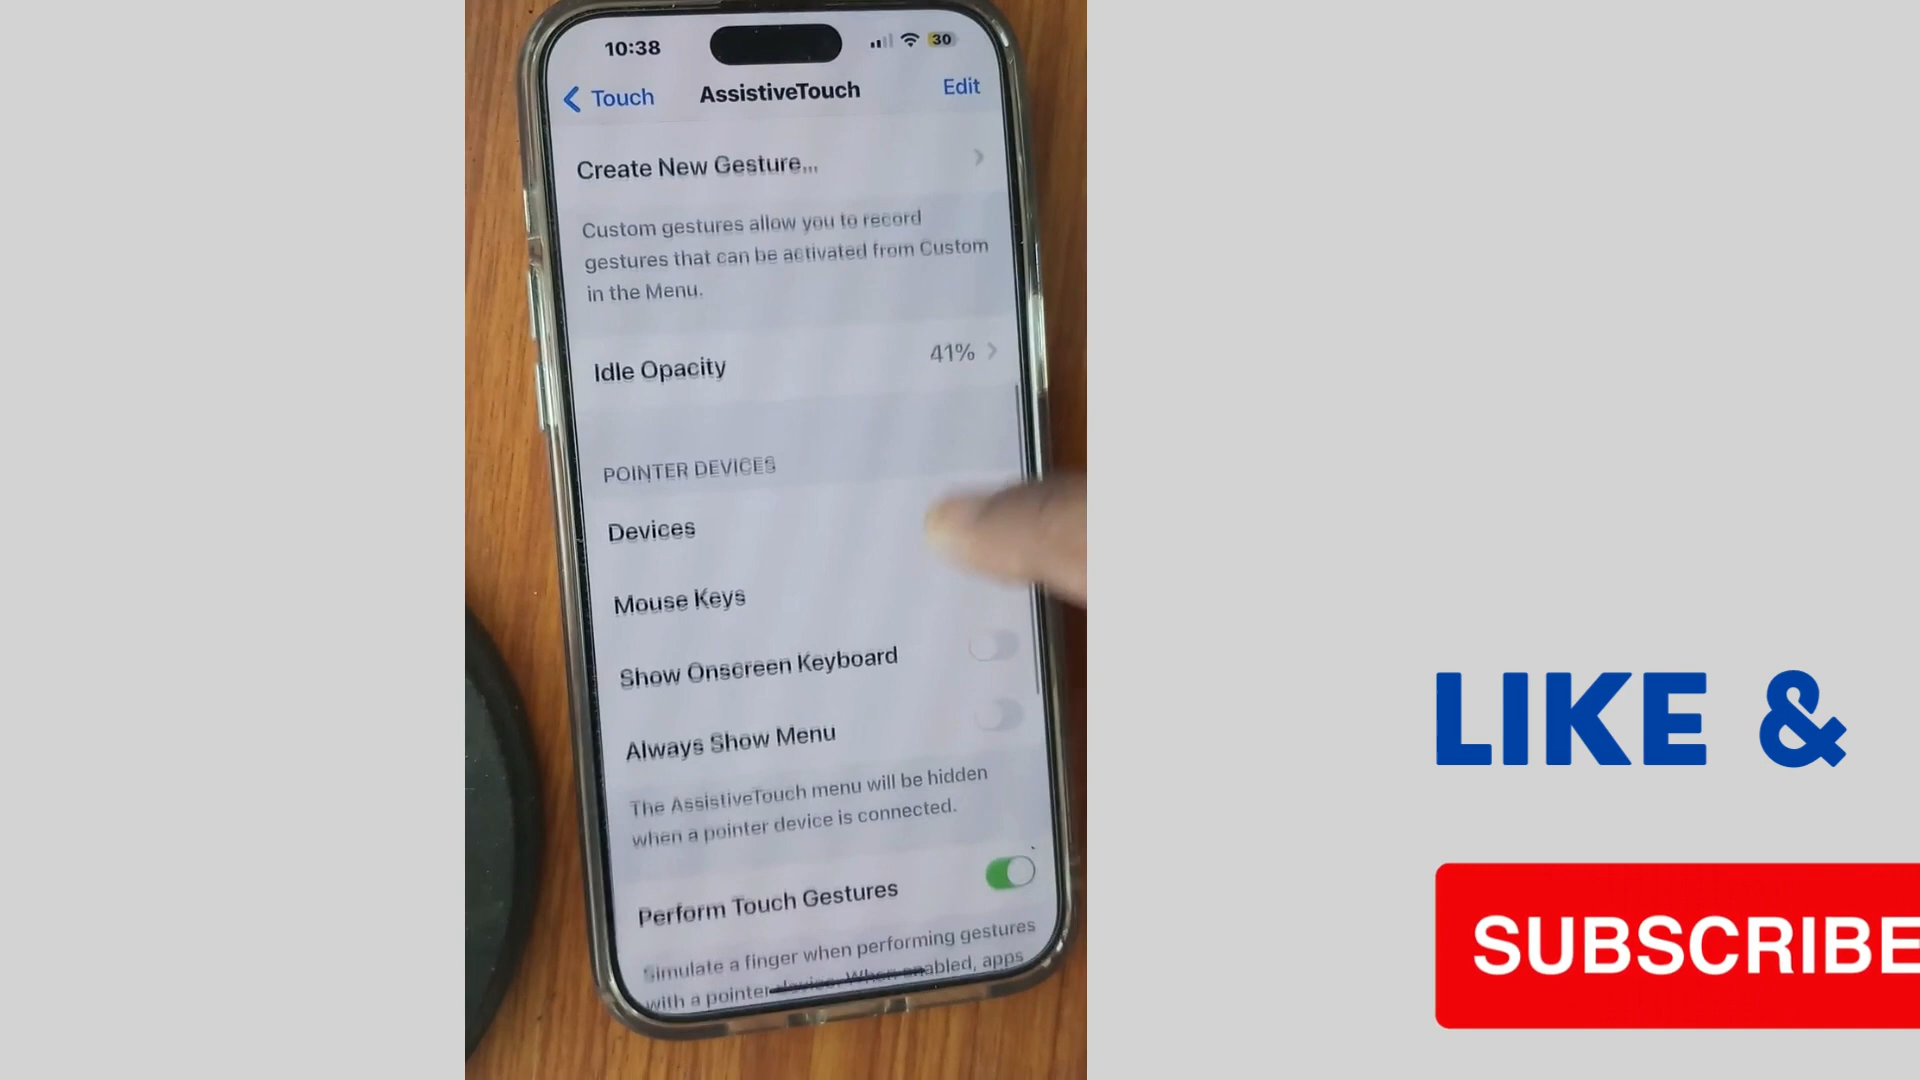 10:38
30
Touch
AssistiveTouch
Edit
Create New Gesture...
Custom gestures allow you to record
gestures that can be activated from Custom
in the Menu.
Idle Opacity
41%
POINTER DEVICES
Devices
Mouse Keys
Show Onscreen Keyboard
Always Show Menu
The AssistiveTouch menu will be hidden
when a pointer device is connected.
Perform Touch Gestures
Simulate a finger when performing gestures
with a pointer device. When enabled, apps
LIKE &
SUBSCRIBE